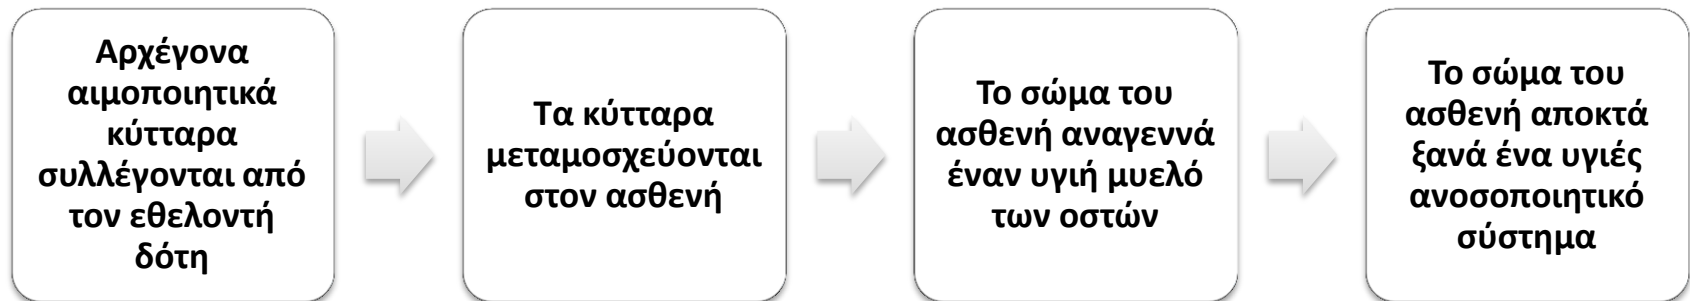 Αρχέγονα
αιμοποιητικά
κύτταρα
συλλέγονται από
τον εθελοντή
δότη
Τα κύτταρα
μεταμοσχεύονται
στον ασθενή
Το σώμα του
ασθενή αναγεννά
έναν υγιή μυελό
των οστών
Το σώμα του
ασθενή αποκτά
ξανά ένα υγιές
ανοσοποιητικό
σύστημα